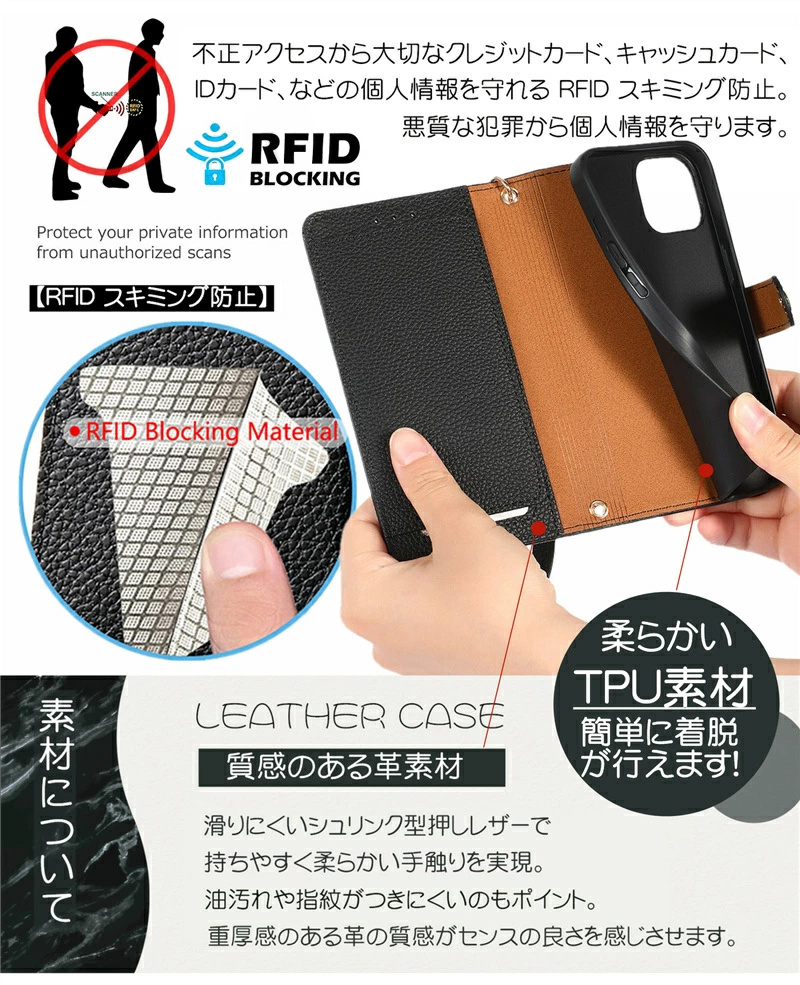 不正アクセスから大切なクレジットカード、キャッシュカード、
IDカード、などの個人情報を守れる RFID スキミング防止。
悪質な犯罪から個人情報を守ります。
SCANNER
RFID
SAFE
RFID
BLOCKING
Protect your private information
from unauthorized scans
【RFID スキミング防止】
RFID Blocking Material
柔らかい
TPU素材
簡単に着脱
が行えます!
素材について
LEATHER CASE
質感のある革素材
滑りにくいシュリンク型押しレザーで
持ちやすく柔らかい手触りを実現。
油汚れや指紋がつきにくいのもポイント。
重厚感のある革の質感がセンスの良さを感じさせます。